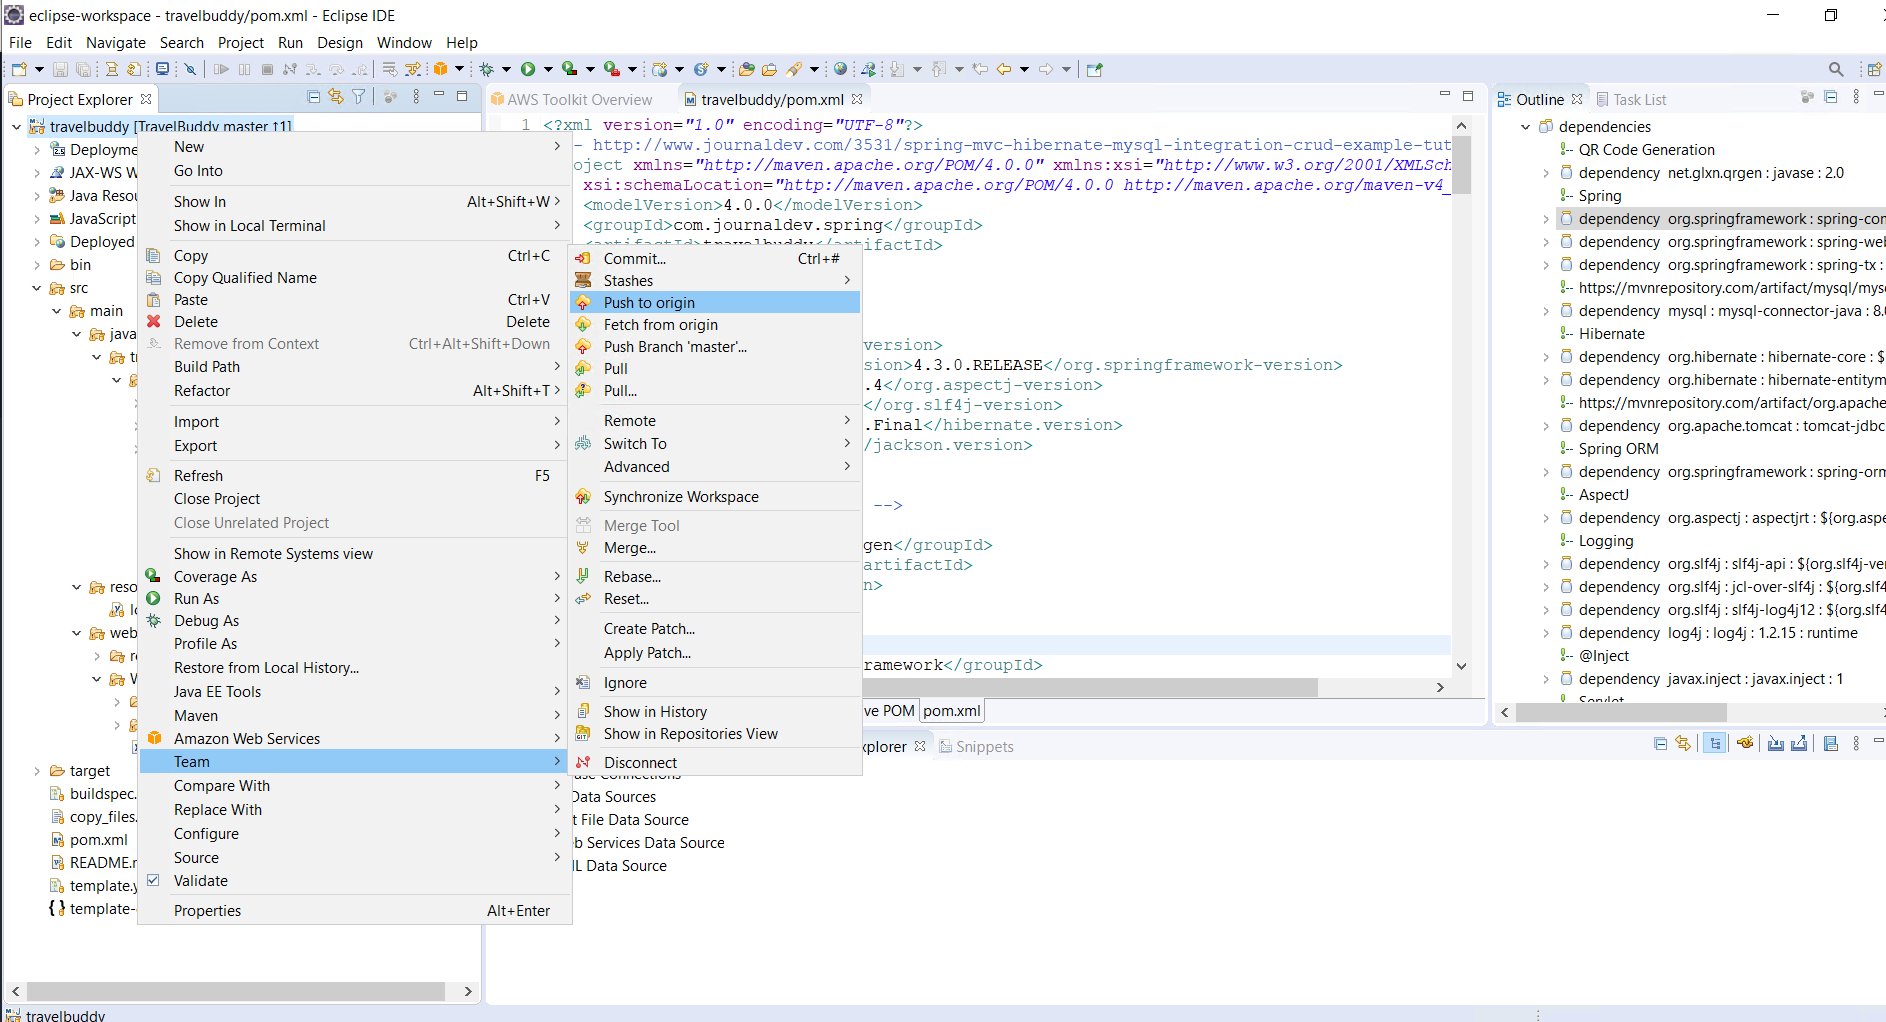 eclipse-workspace - travelbuddy/pom.xml - Eclipse IDE
File Edit Navigate Search Project Run Design Window Help
Project Explorer
travelbuddy [TravelBuddy master ↑1]
JAX-WS
bin
src
main
target
pom.xml
New
Go Into
Show In Alt+Shift+W
Show in Local Terminal
Copy Ctrl+C
Copy Qualified Name
Paste Ctrl+V
Delete Delete
Remove from Context Ctrl+Alt+Shift+Down
Build Path
Refactor Alt+Shift+T
Import
Export
Refresh F5
Close Project
Close Unrelated Project
Show in Remote Systems view
Coverage As
Run As
Debug As
Profile As
Restore from Local History...
Java EE Tools
Maven
Amazon Web Services
Team
Compare With
Replace With
Configure
Source
Validate
Properties Alt+Enter
Commit... Ctrl+#
Stashes
Push to origin
Fetch from origin
Push Branch 'master'...
Pull
Pull...
Remote
Switch To
Advanced
Synchronize Workspace
Merge Tool
Merge...
Rebase...
Reset...
Create Patch...
Apply Patch...
Ignore
Show in History
Show in Repositories View
Disconnect
AWS Toolkit Overview
travelbuddy/pom.xml
1 <?xml version="1.0" encoding="UTF-8"?>
- http://www.journaldev.com/3531/spring-mvc-hibernate-mysql-integration-crud-example-tut
oject xmlns="http://maven.apache.org/POM/4.0.0" xmlns:xsi="http://www.w3.org/2001/XMLSch
xsi:schemaLocation="http://maven.apache.org/POM/4.0.0 http://maven.apache.org/maven-v4_
<modelVersion>4.0.0</modelVersion>
<groupId>com.journaldev.spring</groupId>
<artifactId>travelbuddy</artifactId>
version>
sion>4.3.0.RELEASE</org.springframework-version>
.4</org.aspectj-version>
</org.slf4j-version>
.Final</hibernate.version>
/jackson.version>
-->
gen</groupId>
artifactId>
n>
ramework</groupId>
ve POM pom.xml
xplorer
Snippets
Data Sources
t File Data Source
b Services Data Source
L Data Source
Outline
Task List
dependencies
QR Code Generation
dependency net.glxn.qrgen : javase : 2.0
Spring
dependency org.springframework : spring-con
dependency org.springframework : spring-web
dependency org.springframework : spring-tx :
https://mvnrepository.com/artifact/mysql/mys
dependency mysql : mysql-connector-java : 8.0
Hibernate
dependency org.hibernate : hibernate-core : $
dependency org.hibernate : hibernate-entitym
https://mvnrepository.com/artifact/org.apache
dependency org.apache.tomcat : tomcat-jdbc
Spring ORM
dependency org.springframework : spring-orm
AspectJ
dependency org.aspectj : aspectjrt : ${org.aspe
Logging
dependency org.slf4j : slf4j-api : ${org.slf4j-ve
dependency org.slf4j : jcl-over-slf4j : ${org.slf4
dependency org.slf4j : slf4j-log4j12 : ${org.slf4
dependency log4j : log4j : 1.2.15 : runtime
@Inject
dependency javax.inject : javax.inject : 1
Servlet
travelbuddy